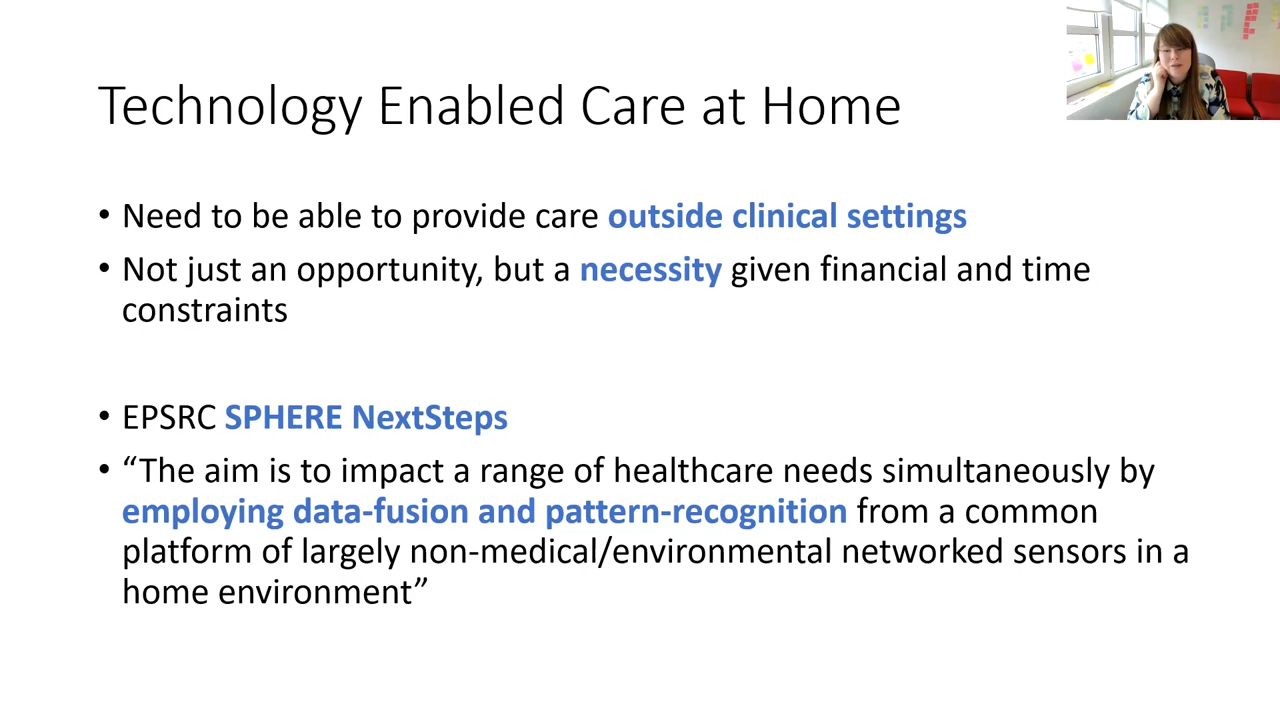 Technology Enabled Care at Home
• Need to be able to provide care outside clinical settings
• Not just an opportunity, but a necessity given financial and time
constraints
• EPSRC SPHERE NextSteps
• “The aim is to impact a range of healthcare needs simultaneously by
employing data-fusion and pattern-recognition from a common
platform of largely non-medical/environmental networked sensors in a
home environment”